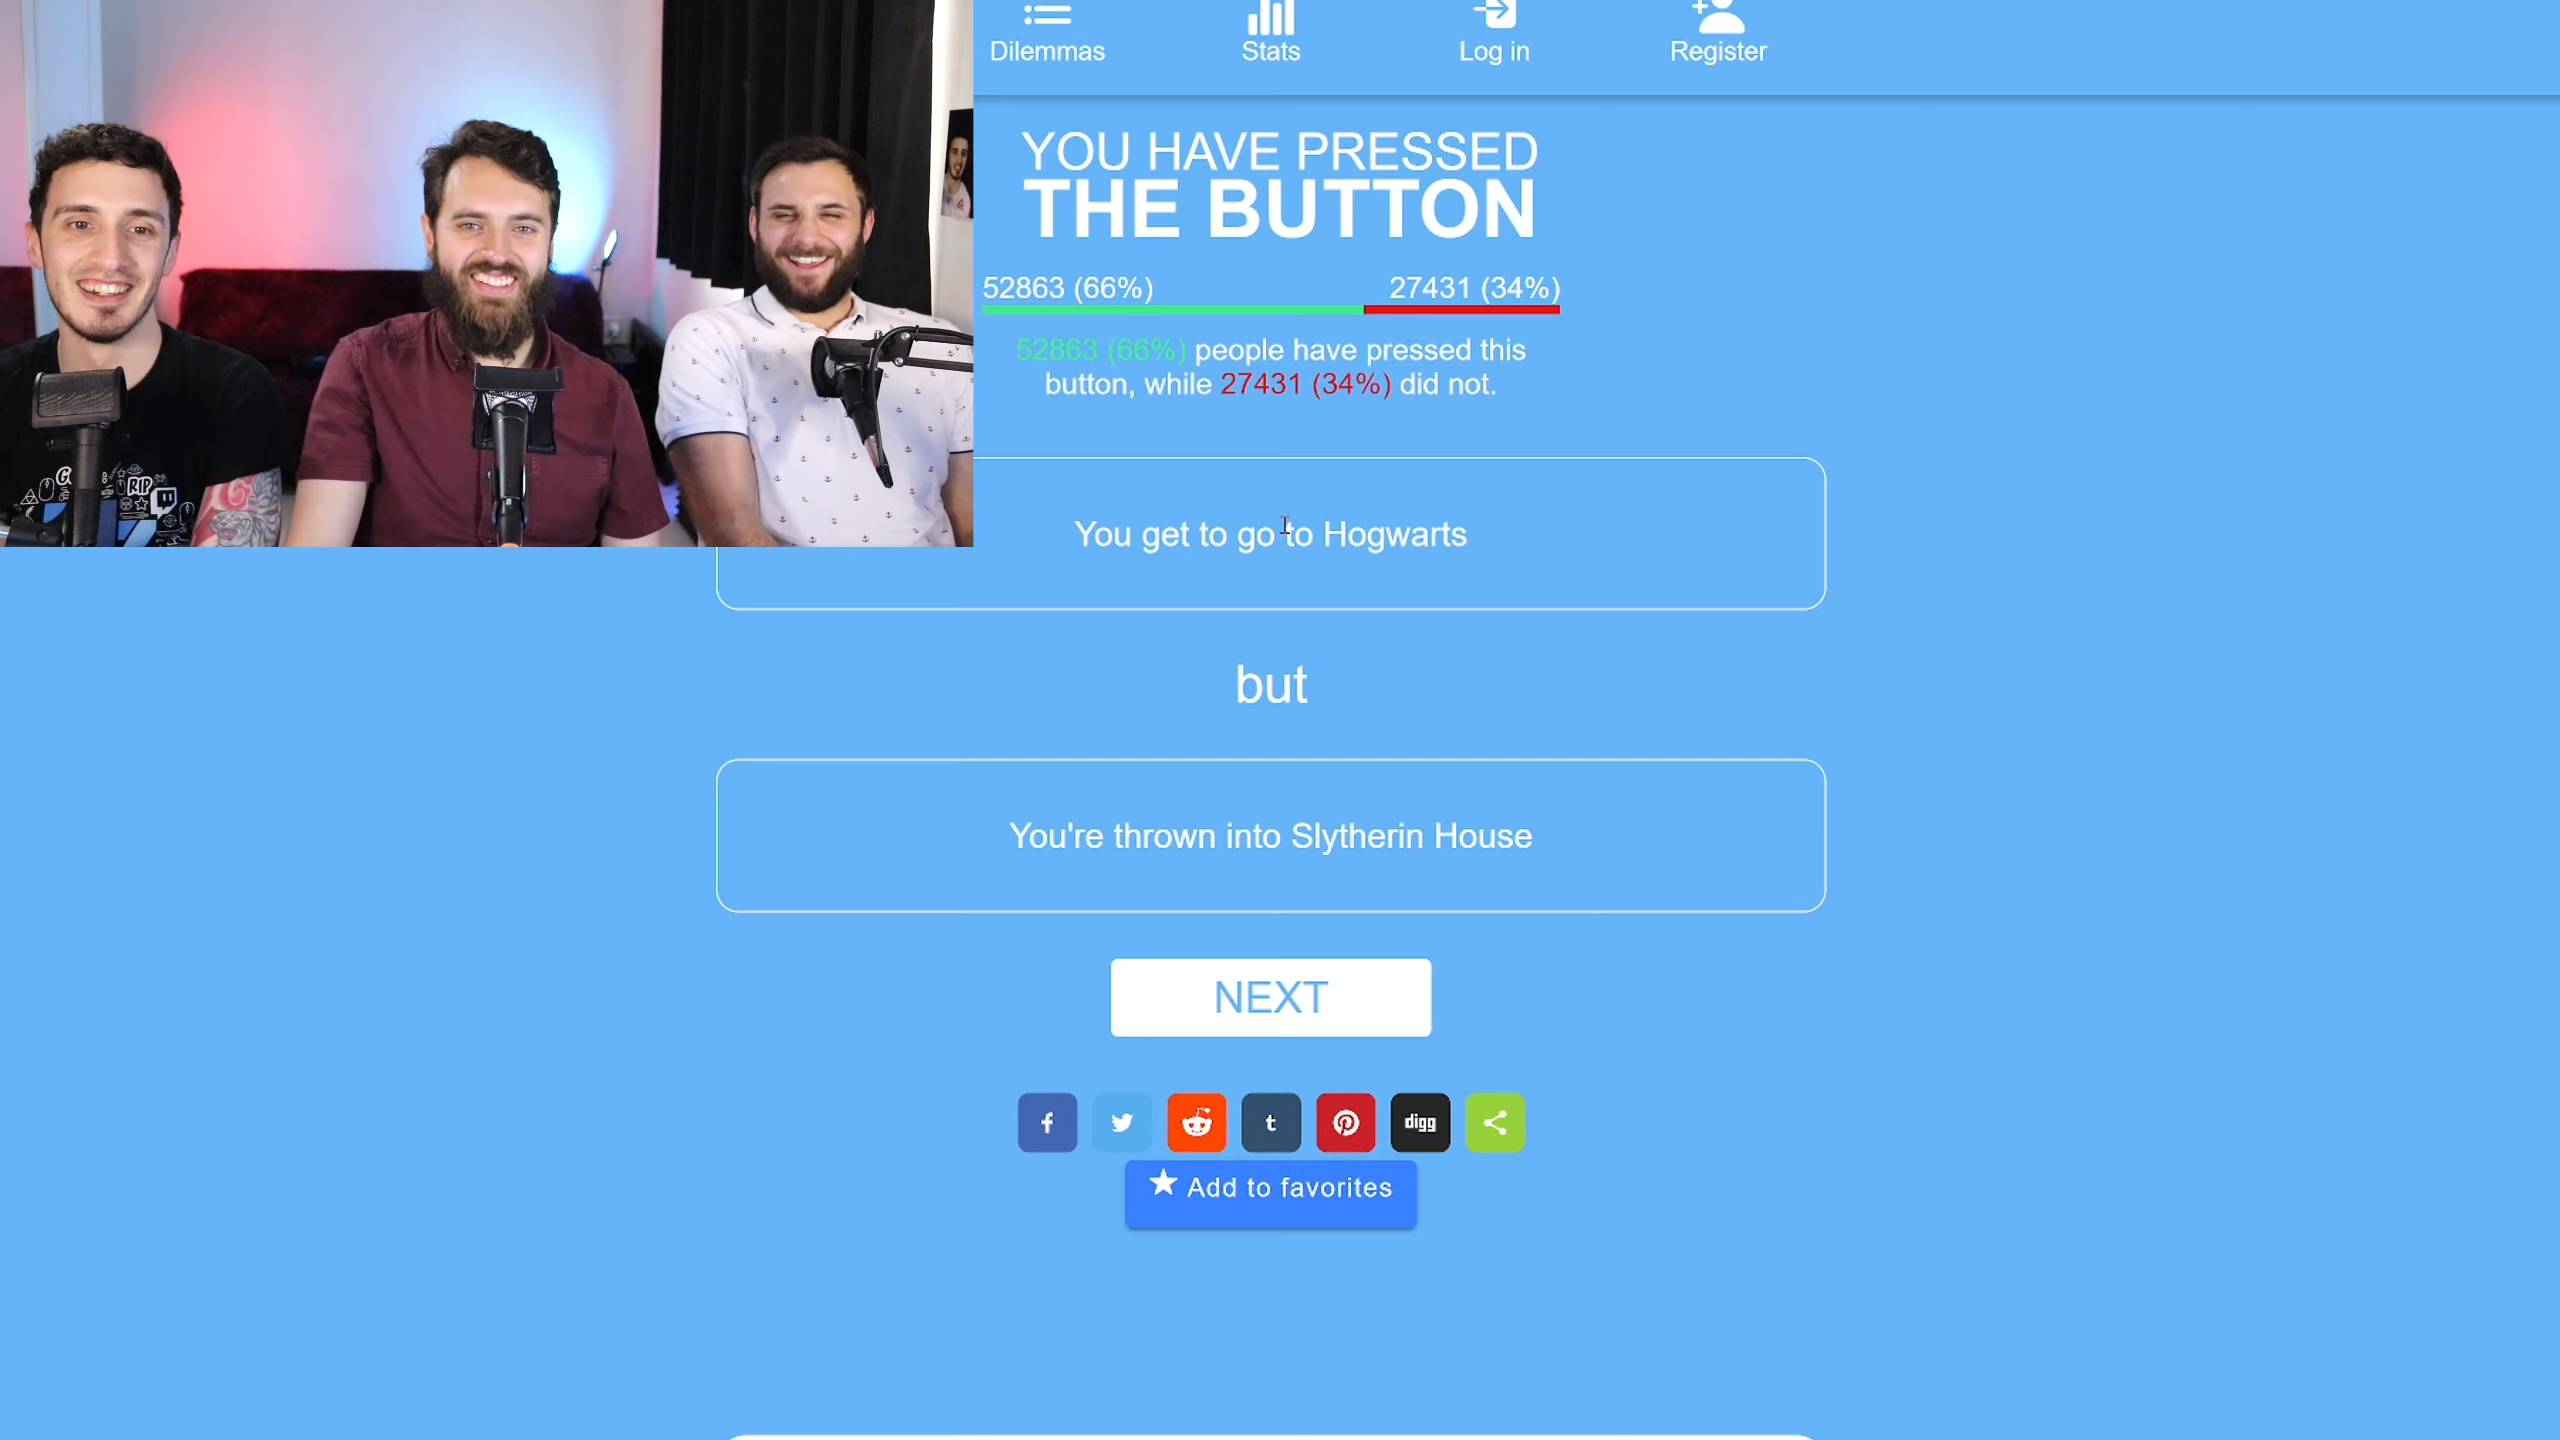 Dilemmas
Stats
Log in
Register
YOU HAVE PRESSED
THE BUTTON
52863 (66%)
27431 (34%)
52863 (66%) people have pressed this
button, while 27431 (34%) did not.
You get to go to Hogwarts
but
You're thrown into Slytherin House
NEXT
f
t
digg
Add to favorites
RIP